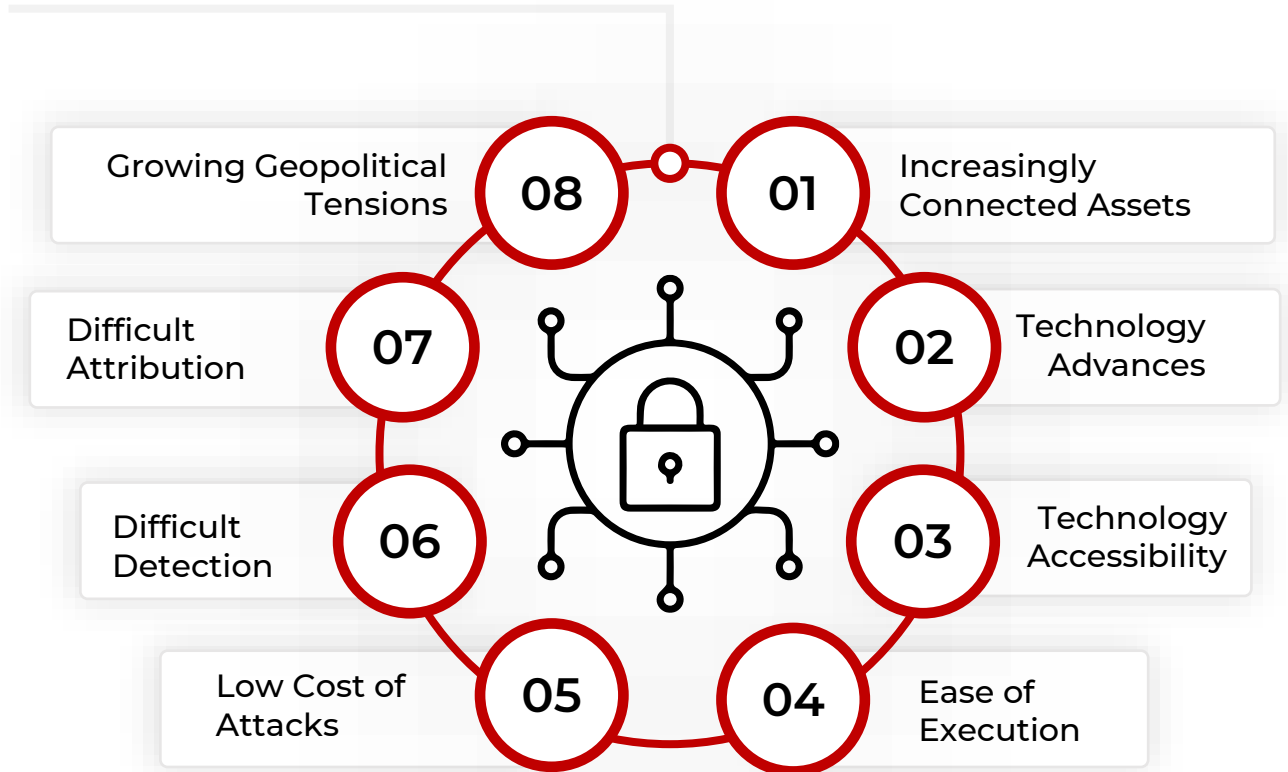 01
Increasingly
Connected Assets
02
Technology
Advances
03
Technology
Accessibility
04
Ease of
Execution
05
Low Cost of
Attacks
06
Difficult
Detection
07
Difficult
Attribution
08
Growing Geopolitical
Tensions